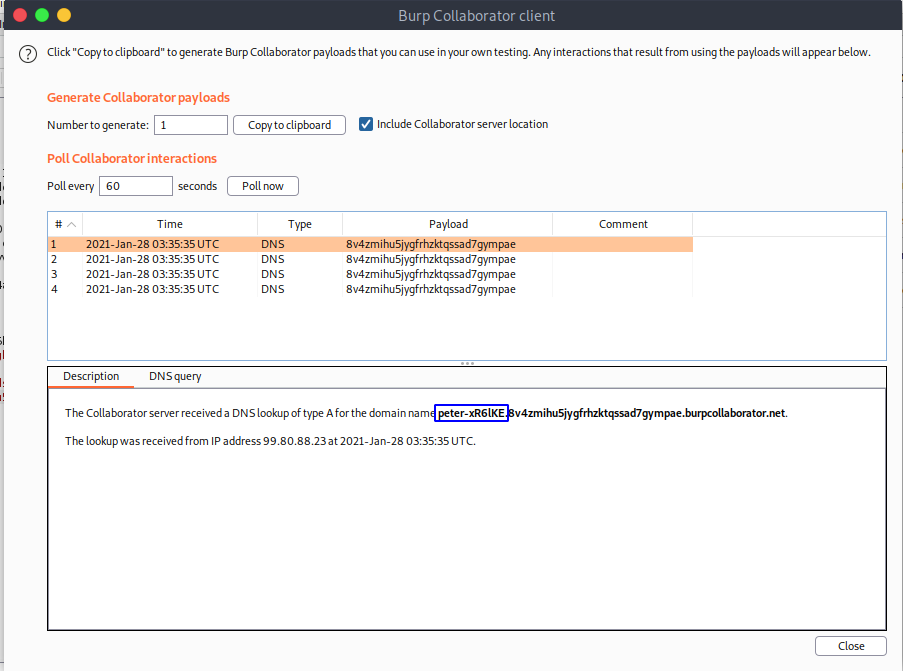 Burp Collaborator client
? Click "Copy to clipboard" to generate Burp Collaborator payloads that you can use in your own testing. Any interactions that result from using the payloads will appear below.
Generate Collaborator payloads
Number to generate: 1 Copy to clipboard Include Collaborator server location
Poll Collaborator interactions
Poll every 60 seconds Poll now
# Time Type Payload Comment
1 2021-Jan-28 03:35:35 UTC DNS 8v4zmihu5jygfrhzktqssad7gympae
2 2021-Jan-28 03:35:35 UTC DNS 8v4zmihu5jygfrhzktqssad7gympae
3 2021-Jan-28 03:35:35 UTC DNS 8v4zmihu5jygfrhzktqssad7gympae
4 2021-Jan-28 03:35:35 UTC DNS 8v4zmihu5jygfrhzktqssad7gympae
Description DNS query
The Collaborator server received a DNS lookup of type A for the domain name peter-xR6lKE.8v4zmihu5jygfrhzktqssad7gympae.burpcollaborator.net.
The lookup was received from IP address 99.80.88.23 at 2021-Jan-28 03:35:35 UTC.
Close